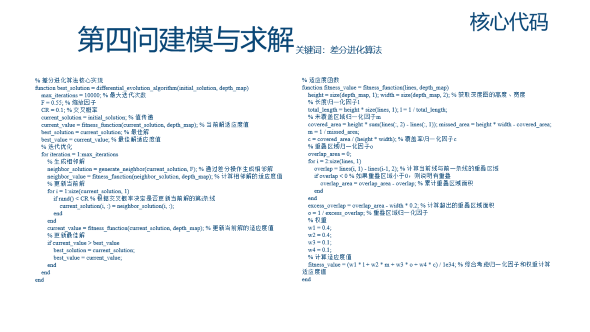 核心代码
第四问建模与求解 关键词：差分进化算法
% 差分进化算法核心实现
function best_solution = differential_evolution_algorithm(initial_solution, depth_map)
max_iterations = 10000; % 最大迭代次数
F = 0.55; % 缩放因子
CR = 0.1; % 交叉概率
current_solution = initial_solution; % 值传递
current_value = fitness_function(current_solution, depth_map); % 当前解适应度值
best_solution = current_solution; % 最佳解
best_value = current_value; % 最佳解适应度值
% 迭代优化
for iteration = 1:max_iterations
% 生成相邻解
neighbor_solution = generate_neighbor(current_solution, F); % 通过差分操作生成相邻解
neighbor_value = fitness_function(neighbor_solution, depth_map); % 计算相邻解的适应度值
% 更新当前解
for i = 1:size(current_solution, 1)
if rand() < CR % 根据交叉概率决定是否更新当前解的第i条线
current_solution(i, :) = neighbor_solution(i, :);
end
end
current_value = fitness_function(current_solution, depth_map); % 更新当前解的适应度值
% 更新最佳解
if current_value > best_value
best_solution = current_solution;
best_value = current_value;
end
end
end
% 适应度函数
function fitness_value = fitness_function(lines, depth_map)
height = size(depth_map, 1); width = size(depth_map, 2); % 获取深度图的高度、宽度
% 长度归一化因子l
total_length = height * size(lines, 1); l = 1 / total_length;
% 未覆盖区域归一化因子m
covered_area = height * sum(lines(:, 2) - lines(:, 1)); missed_area = height * width - covered_area;
m = 1 / missed_area;
c = covered_area / (height * width); % 覆盖率归一化因子c
% 重叠区域归一化因子o
overlap_area = 0;
for i = 2:size(lines, 1)
overlap = lines(i, 1) - lines(i-1, 2); % 计算当前线与前一条线的重叠区域
if overlap < 0 % 如果重叠区域小于0，则说明有重叠
overlap_area = overlap_area - overlap; % 累计重叠区域面积
end
end
excess_overlap = overlap_area - width * 0.2; % 计算超出的重叠区域面积
o = 1 / excess_overlap; % 重叠区域归一化因子
% 权重
w1 = 0.4;
w2 = 0.4;
w3 = 0.1;
w4 = 0.1;
% 计算适应度值
fitness_value = (w1 * l + w2 * m + w3 * o + w4 * c) / 1e34; % 综合考虑归一化因子和权重计算
适应度值
end